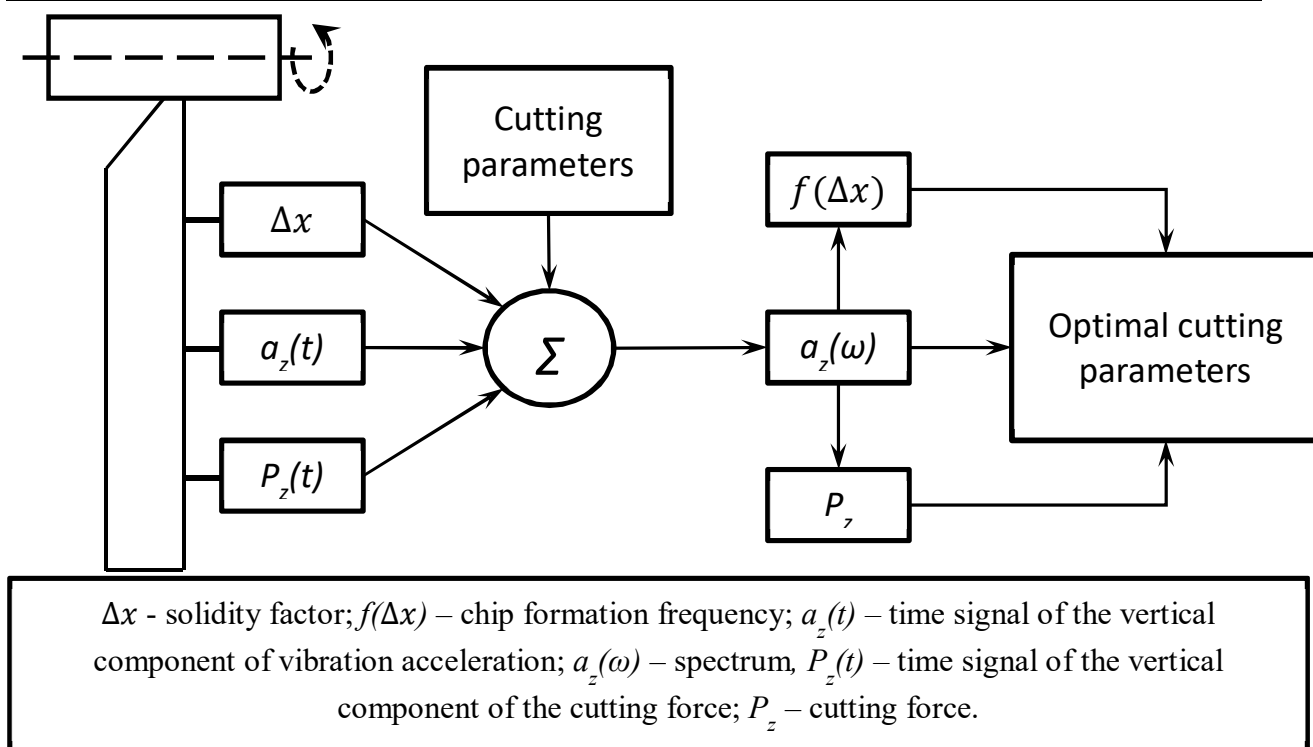 Cutting
parameters
Δx
a_z(t)
P_z(t)
Σ
f(Δx)
a_z(ω)
P_z
Optimal cutting
parameters
Δx - solidity factor; f(Δx) – chip formation frequency; a_z(t) – time signal of the vertical
component of vibration acceleration; a_z(ω) – spectrum, P_z(t) – time signal of the vertical
component of the cutting force; P_z – cutting force.